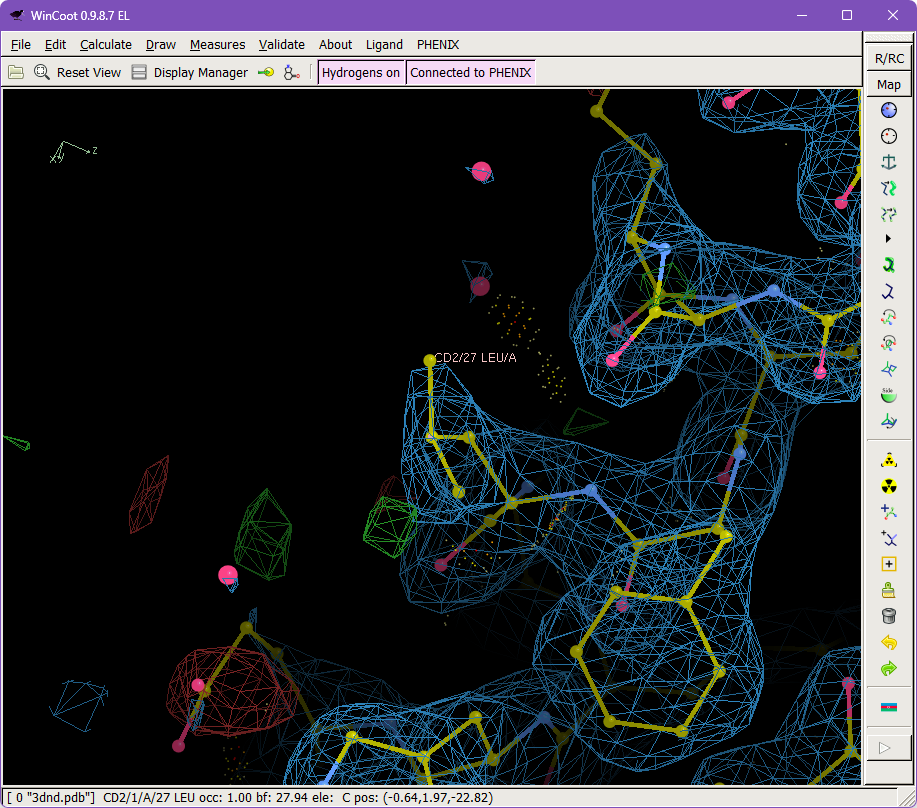 WinCoot 0.9.8.7 EL
File Edit Calculate Draw Measures Validate About Ligand PHENIX
Reset View Display Manager Hydrogens on Connected to PHENIX
R/RC
Map
Z
X Y
CD2/27 LEU/A
Side
[ 0 "3dnd.pdb"] CD2/1/A/27 LEU occ: 1.00 bf: 27.94 ele: C pos: (-0.64,1.97,-22.82)